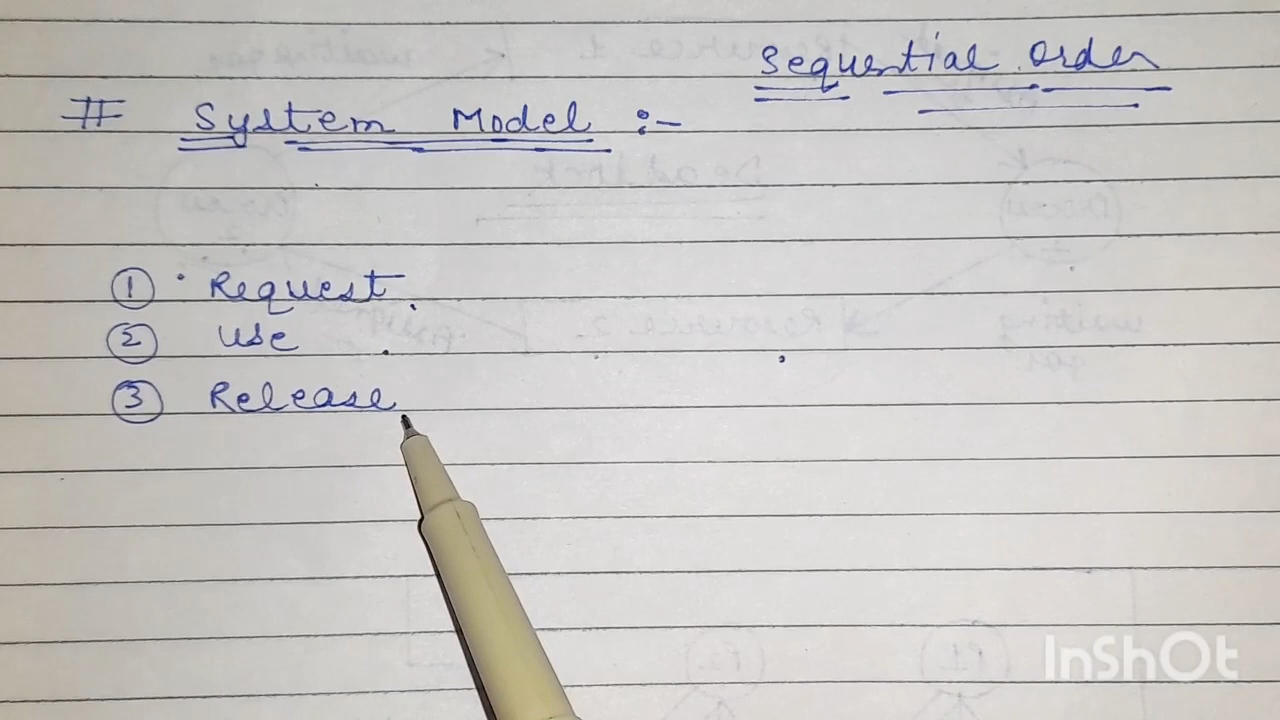 Sequential Order
# System Model :-
① Request
② Use
③ Release
InShOt